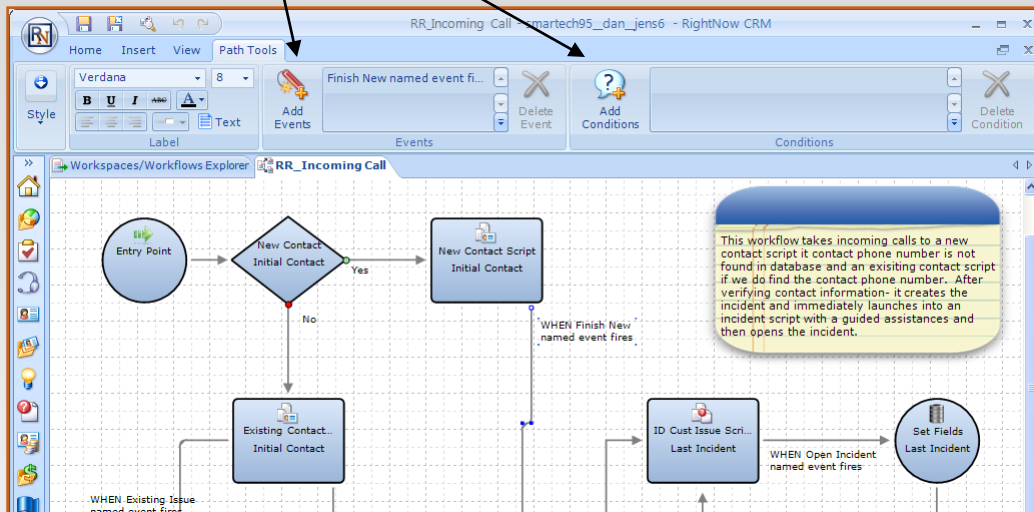 RN
RR_Incoming Call - smartech95__dan_jens6 - RightNow CRM
Home Insert View Path Tools
Style
Verdana 8
B U I ABC A
Text
Label
Add
Events
Finish New named event fi...
Delete
Event
Events
Add
Conditions
Delete
Condition
Conditions
Workspaces/Workflows Explorer RR_Incoming Call
Entry Point
New Contact
Initial Contact
Yes
No
New Contact Script
Initial Contact
This workflow takes incoming calls to a new
contact script it contact phone number is not
found in database and an exisiting contact script
if we do find the contact phone number. After
verifying contact information- it creates the
incident and immediately launches into an
incident script with a guided assistances and
then opens the incident.
WHEN Finish New
named event fires
Existing Contact...
Initial Contact
ID Cust Issue Scri...
Last Incident
WHEN Open Incident
named event fires
Set Fields
Last Incident
WHEN Existing Issue
named event fires